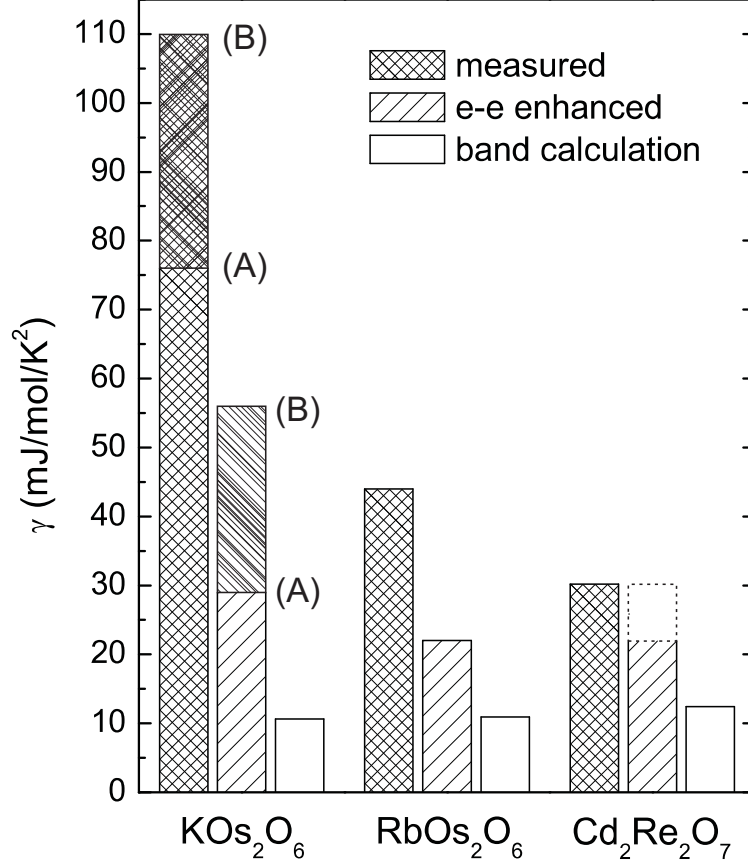 110
100
90
80
70
60
50
40
30
20
10
0
γ (mJ/mol/K²)
(B)
(A)
(B)
(A)
measured
e-e enhanced
band calculation
KOs₂O₆
RbOs₂O₆
Cd₂Re₂O₇